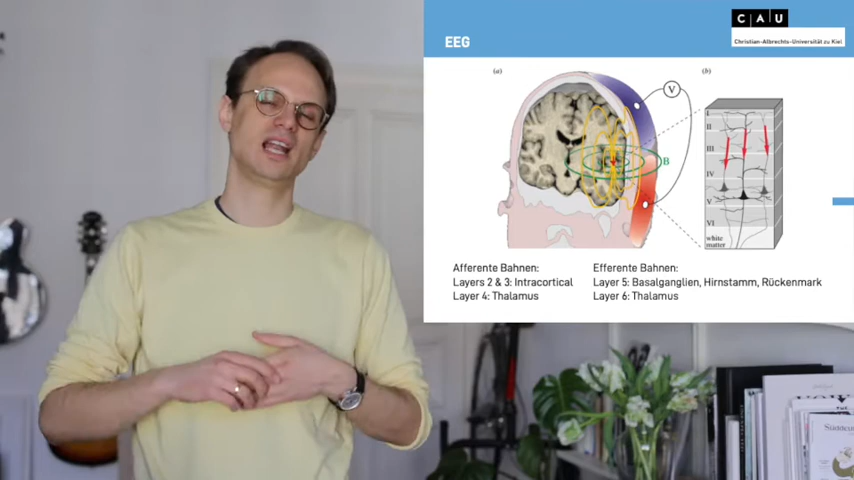 EEG
CAU
Christian-Albrechts-Universität zu Kiel
(a)
(b)
V
B
I
II
III
IV
V
VI
white
matter
Afferente Bahnen:
Layers 2 & 3: Intracortical
Layer 4: Thalamus
Efferente Bahnen:
Layer 5: Basalganglien, Hirnstamm, Rückenmark
Layer 6: Thalamus